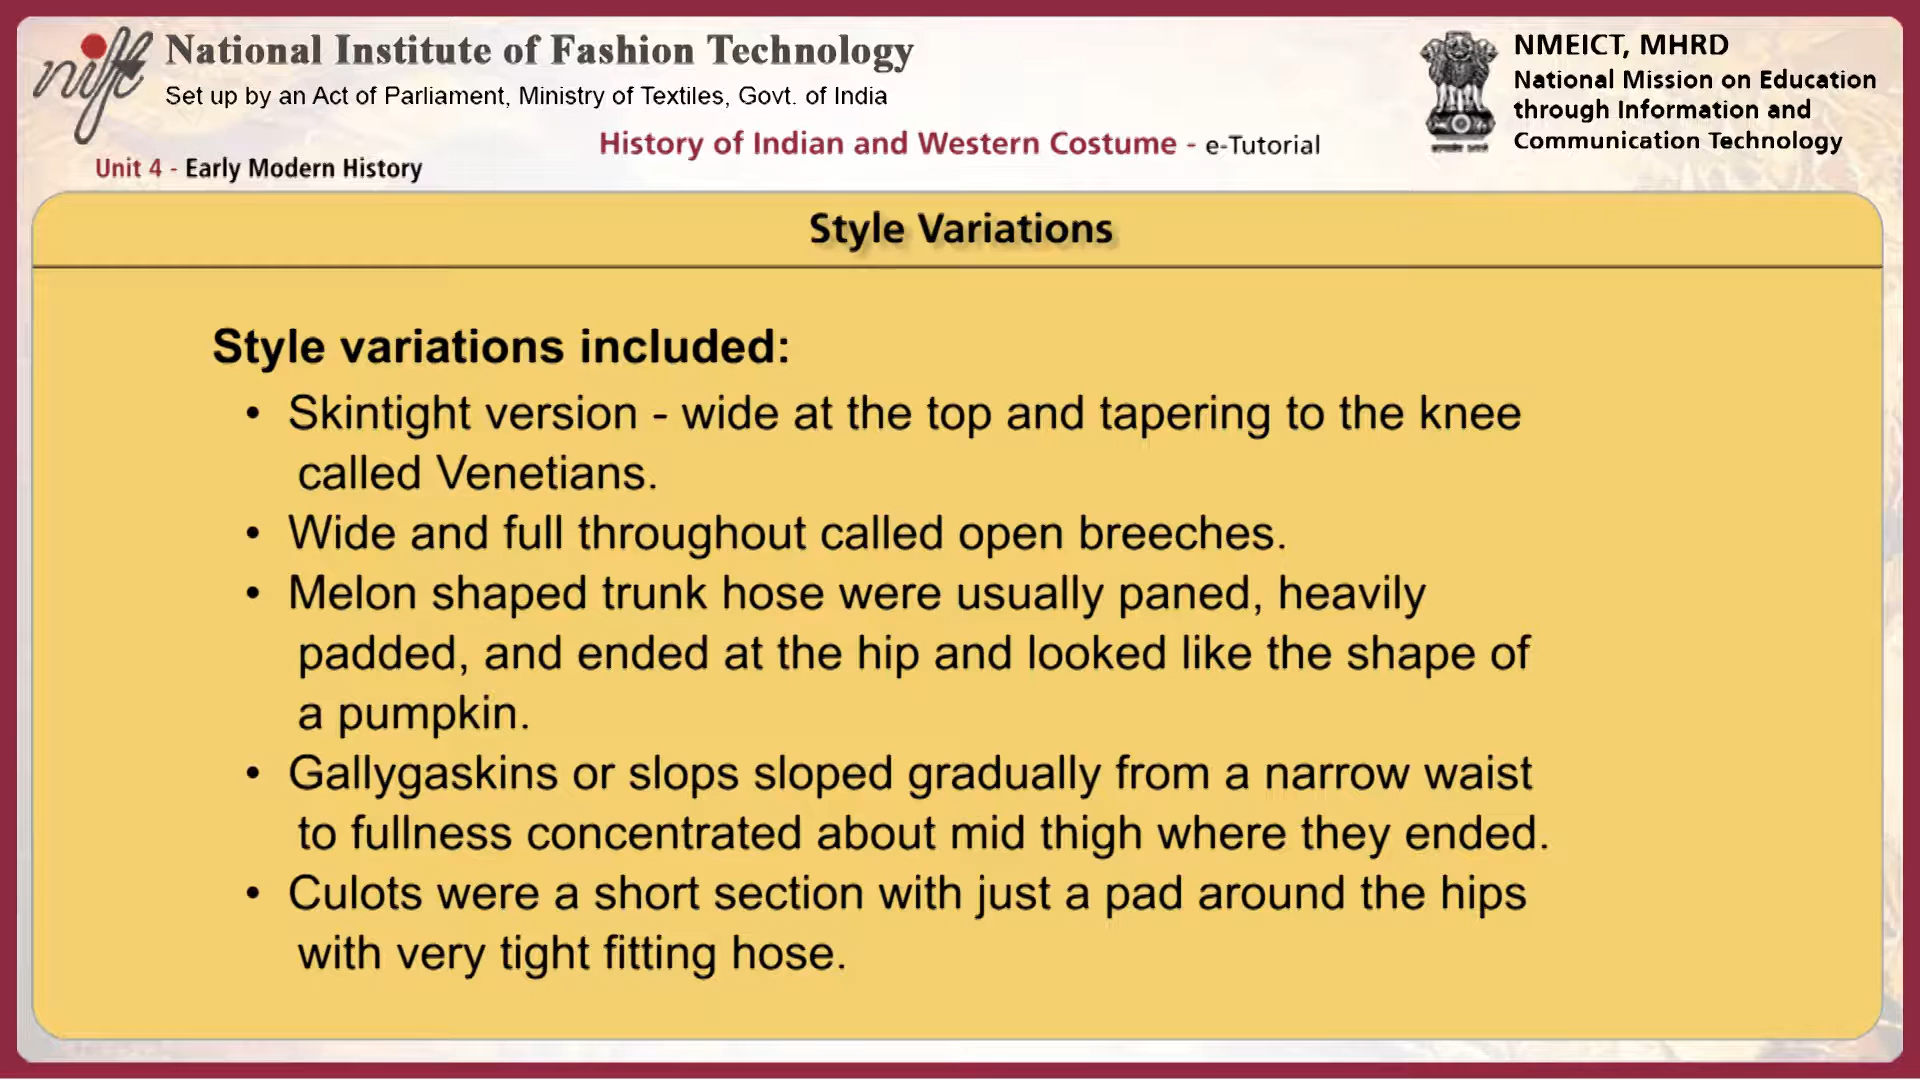 nift National Institute of Fashion Technology
Set up by an Act of Parliament, Ministry of Textiles, Govt. of India
NMEICT, MHRD
National Mission on Education
through Information and
Communication Technology
History of Indian and Western Costume - e-Tutorial
Unit 4 - Early Modern History
Style Variations
Style variations included:
• Skintight version - wide at the top and tapering to the knee
called Venetians.
• Wide and full throughout called open breeches.
• Melon shaped trunk hose were usually paned, heavily
padded, and ended at the hip and looked like the shape of
a pumpkin.
• Gallygaskins or slops sloped gradually from a narrow waist
to fullness concentrated about mid thigh where they ended.
• Culots were a short section with just a pad around the hips
with very tight fitting hose.